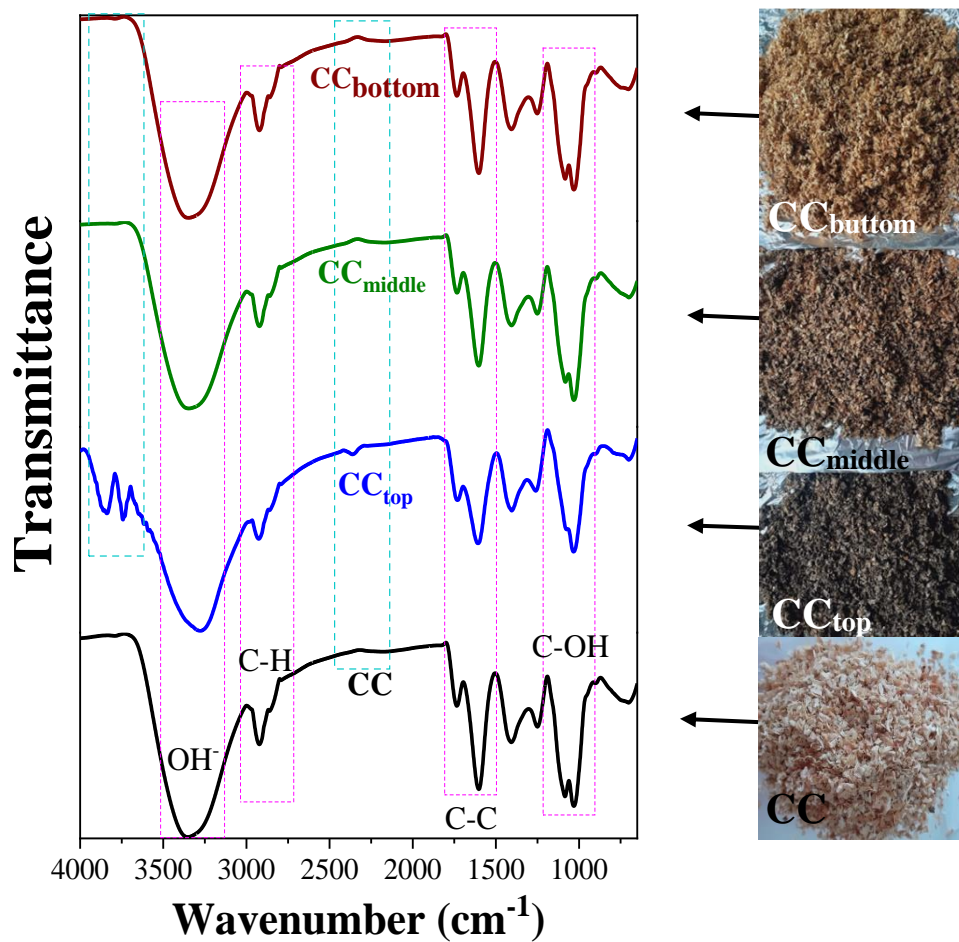 Transmittance
CCbottom
CCmiddle
CCtop
C-H
CC
C-OH
OH-
C-C
4000 3500 3000 2500 2000 1500 1000
Wavenumber (cm-1)
CCbuttom
CCmiddle
CCtop
CC